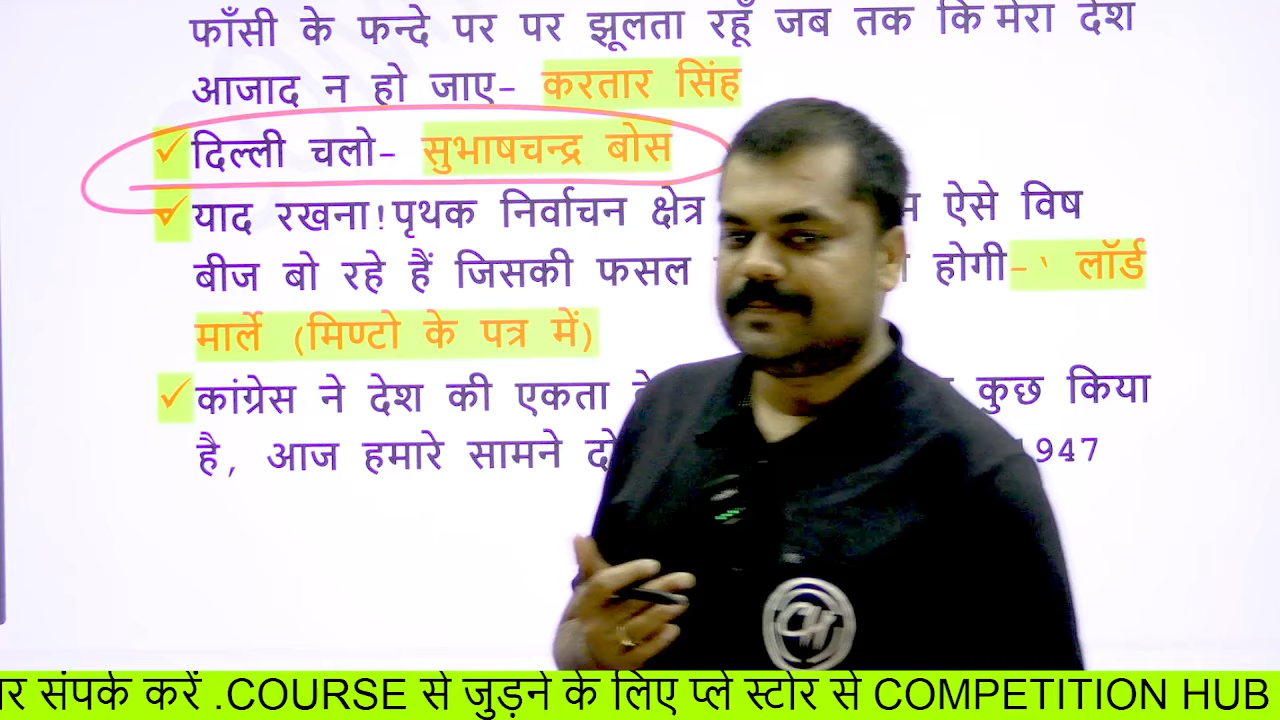 फाँसी के फन्दे पर पर झूलता रहूँ जब तक कि मेरा देश
आजाद न हो जाए- करतार सिंह
✓दिल्ली चलो- सुभाषचन्द्र बोस
✓याद रखना!पृथक निर्वाचन क्षेत्र ऐसे विष
बीज बो रहे हैं जिसकी फसल होगी-` लॉर्ड
मार्ले (मिण्टो के पत्र में)
✓कांग्रेस ने देश की एकता कुछ किया
है, आज हमारे सामने
संपर्क करें .COURSE से जुड़ने के लिए प्ले स्टोर से COMPETITION HUB